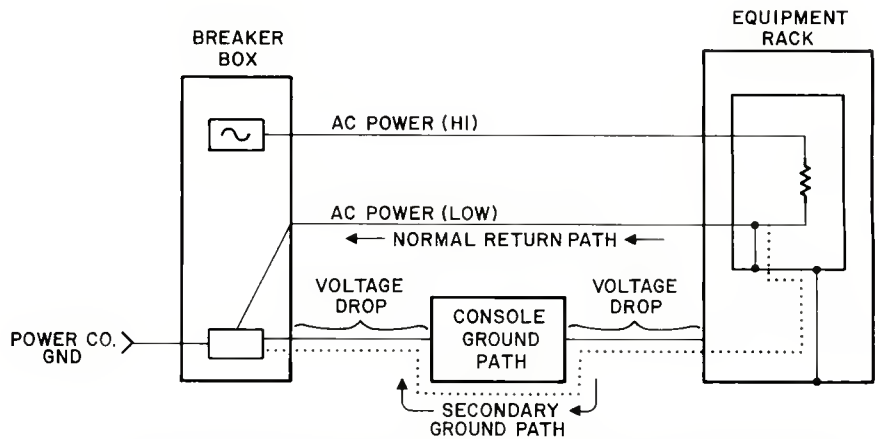 EQUIPMENT
RACK
BREAKER
BOX
AC POWER (HI)
AC POWER (LOW)
NORMAL RETURN PATH
VOLTAGE
DROP
VOLTAGE
DROP
CONSOLE
GROUND
PATH
POWER CO.
GND
SECONDARY
GROUND PATH